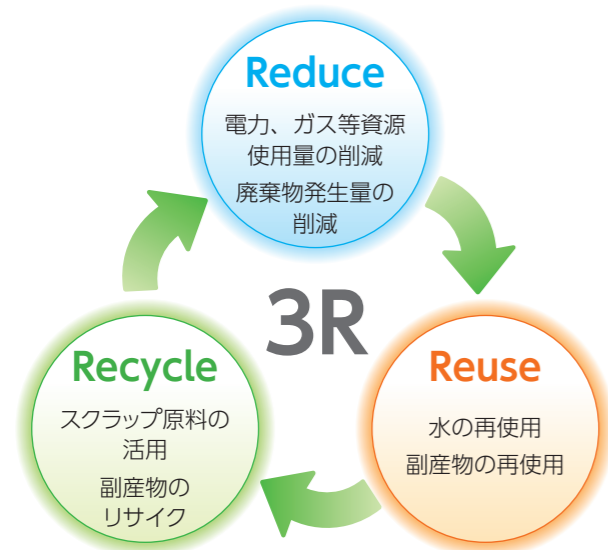 Reduce
電力、ガス等資源
使用量の削減
廃棄物発生量の
削減
3R
Recycle
スクラップ原料の
活用
副産物の
リサイク
Reuse
水の再使用
副産物の再使用